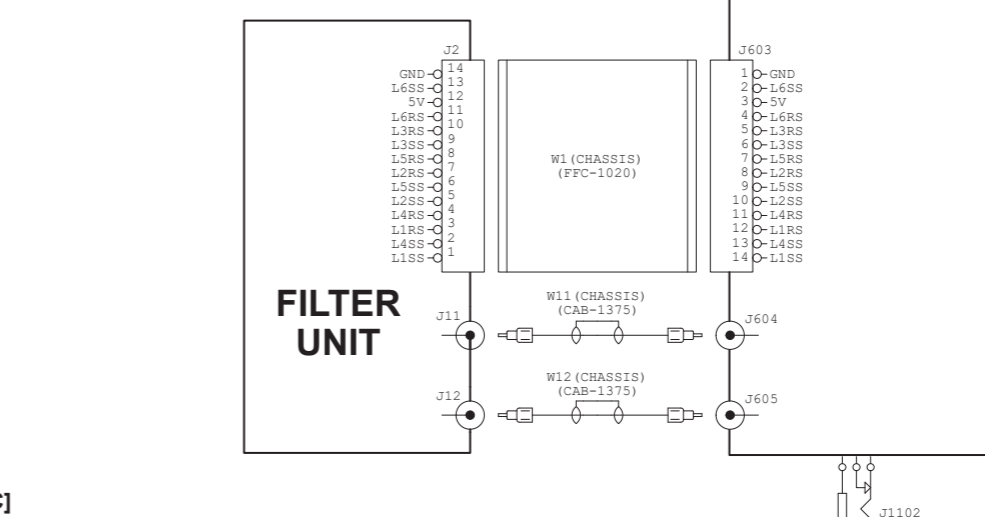 J2
J603
GND 14
L6SS 13
5V 12
L6RS 11
L3RS 10
L3SS 9
L5RS 8
L2RS 7
L5SS 6
L2SS 5
L4RS 4
L1RS 3
L4SS 2
L1SS 1
W1(CHASSIS)
(FFC-1020)
1 GND
2 L6SS
3 5V
4 L6RS
5 L3RS
6 L3SS
7 L5RS
8 L2RS
9 L5SS
10 L2SS
11 L4RS
12 L1RS
13 L4SS
14 L1SS
FILTER
UNIT
J11
W11(CHASSIS)
(CAB-1375)
J604
J12
W12(CHASSIS)
(CAB-1375)
J605
J1102